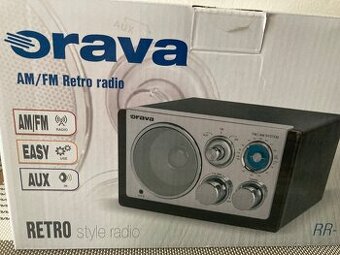 orava
AM/FM Retro radio
AM/FM
RADIO
EASY
USE
AUX
IN
orava
RETRO style radio
RR-